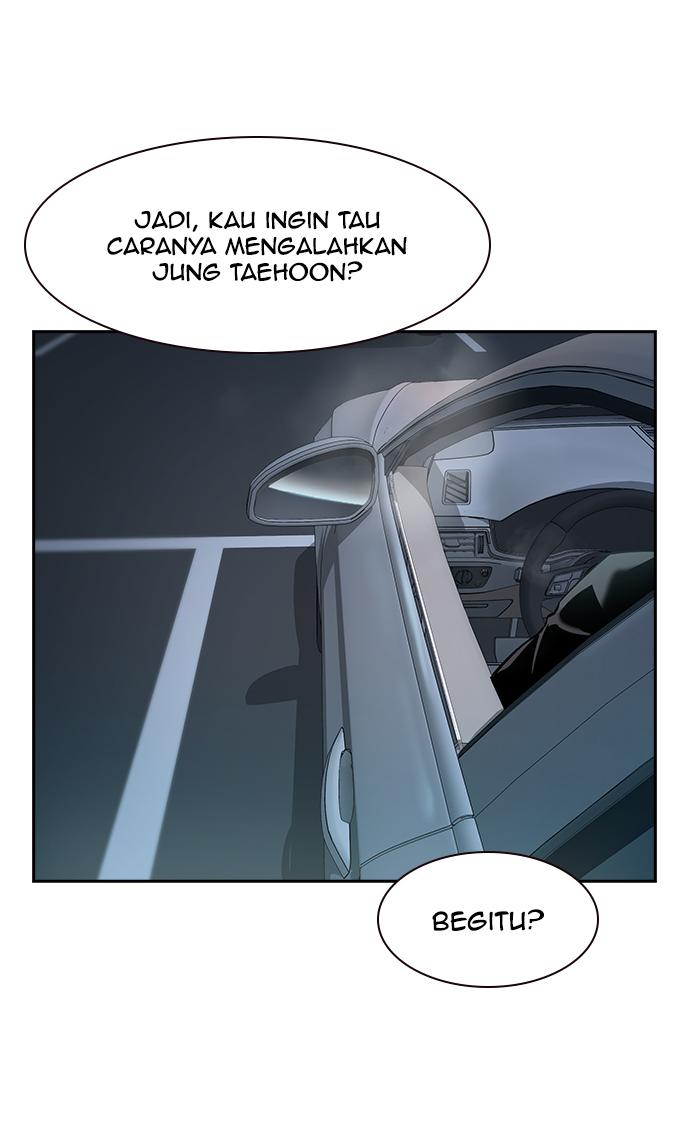 JADI, KAU INGIN TAU
CARANYA MENGALAHKAN
JUNG TAEHOON?
BEGITU?